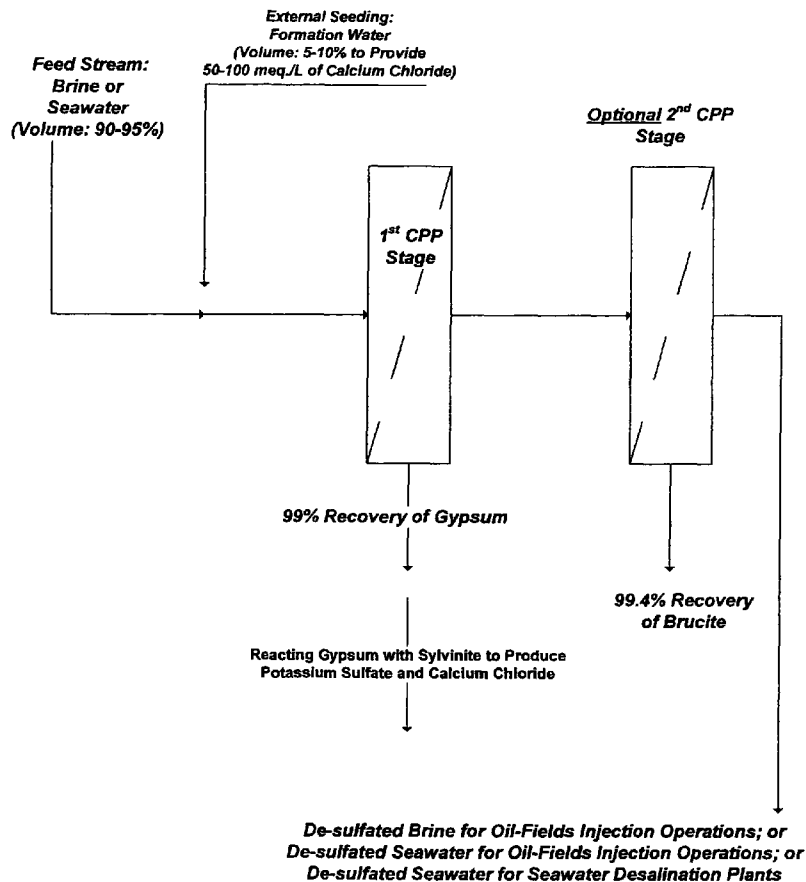 External Seeding:
Formation Water
(Volume: 5-10% to Provide
50-100 meq./L of Calcium Chloride)
Feed Stream:
Brine or
Seawater
(Volume: 90-95%)
Optional 2nd CPP
Stage
1st CPP
Stage
99% Recovery of Gypsum
99.4% Recovery
of Brucite
Reacting Gypsum with Sylvinite to Produce
Potassium Sulfate and Calcium Chloride
De-sulfated Brine for Oil-Fields Injection Operations; or
De-sulfated Seawater for Oil-Fields Injection Operations; or
De-sulfated Seawater for Seawater Desalination Plants